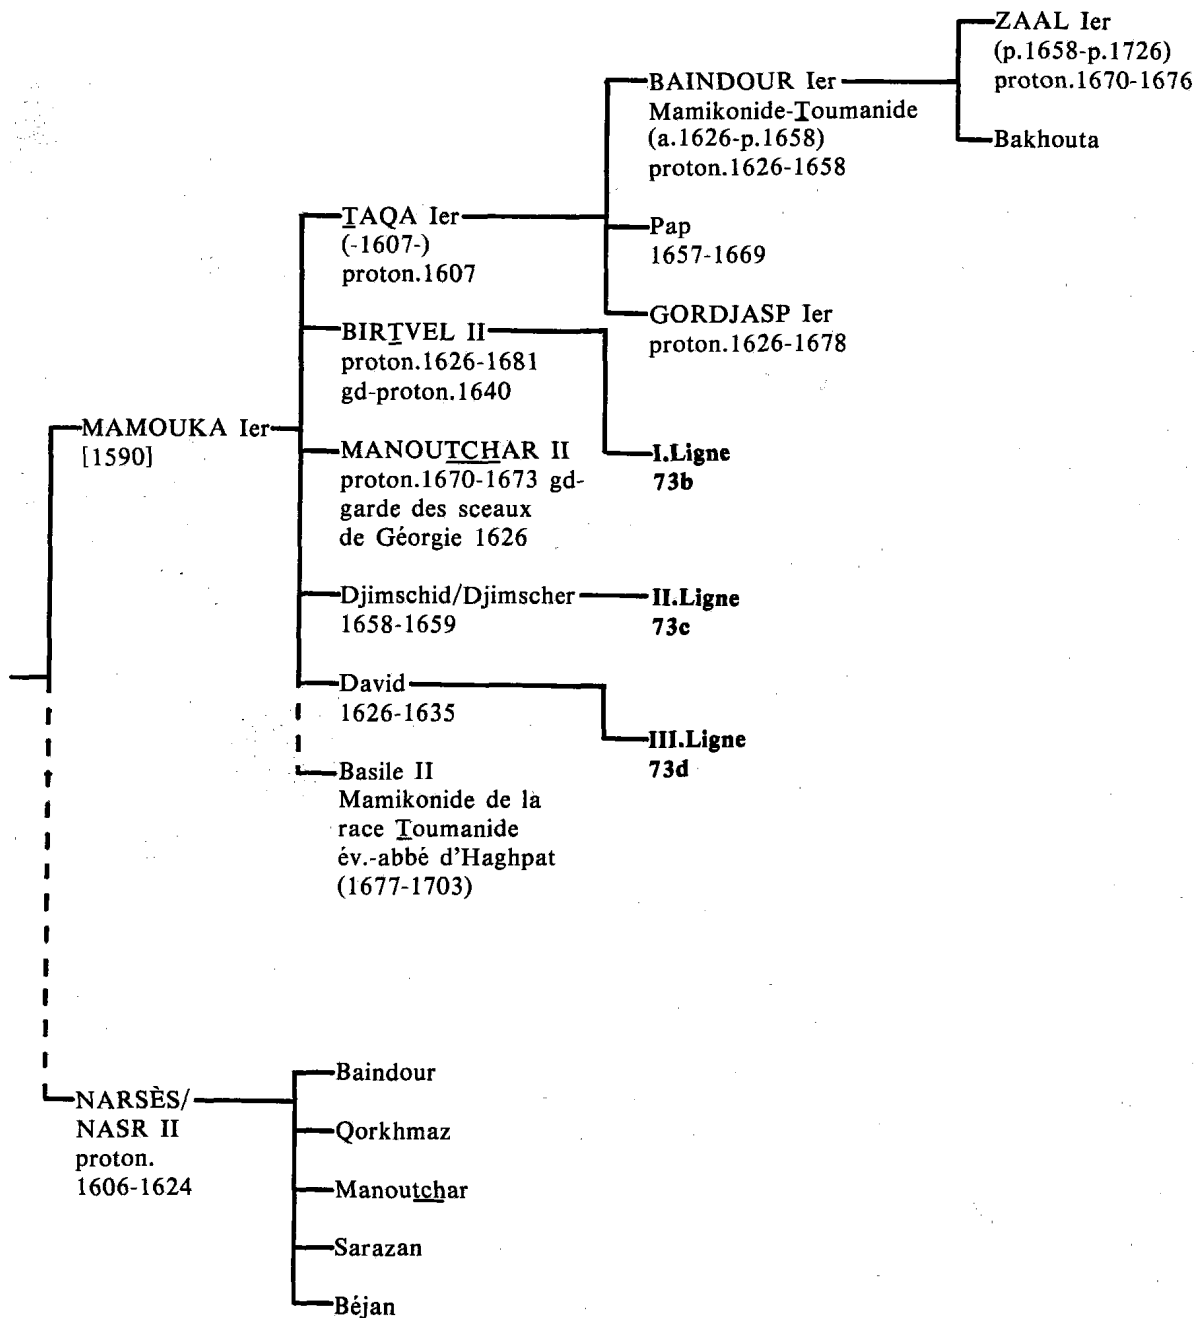 ZAAL Ier
(p.1658-p.1726)
proton.1670-1676
Bakhouta
BAINDOUR Ier
Mamikonide-Toumanide
(a.1626-p.1658)
proton.1626-1658
Pap
1657-1669
GORDJASP Ier
proton.1626-1678
TAQA Ier
(-1607-)
proton.1607
BIRTVEL II
proton.1626-1681
gd-proton.1640
I.Ligne
73b
MAMOUKA Ier
[1590]
MANOUTCHAR II
proton.1670-1673 gd-
garde des sceaux
de Géorgie 1626
Djimschid/Djimscher
1658-1659
II.Ligne
73c
David
1626-1635
III.Ligne
73d
Basile II
Mamikonide de la
race Toumanide
év.-abbé d'Haghpat
(1677-1703)
NARSÈS/
NASR II
proton.
1606-1624
Baindour
Qorkhmaz
Manoutchar
Sarazan
Béjan